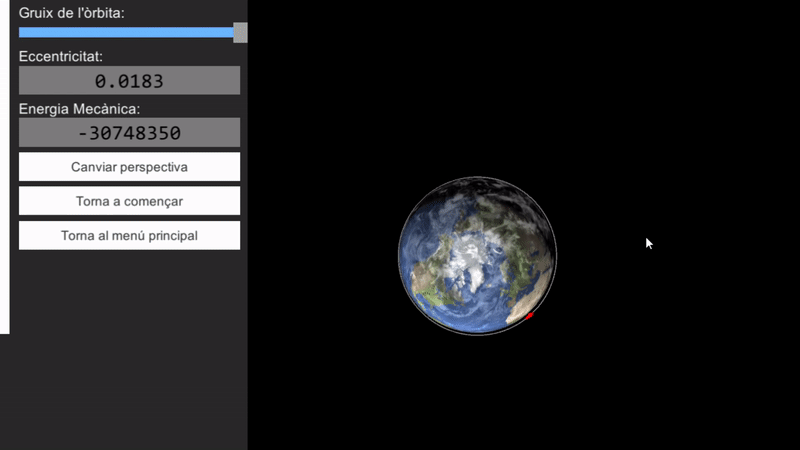 Gruix de l'òrbita:
Eccentricitat:
0.0183
Energia Mecànica:
-30748350
Canviar perspectiva
Torna a començar
Torna al menú principal